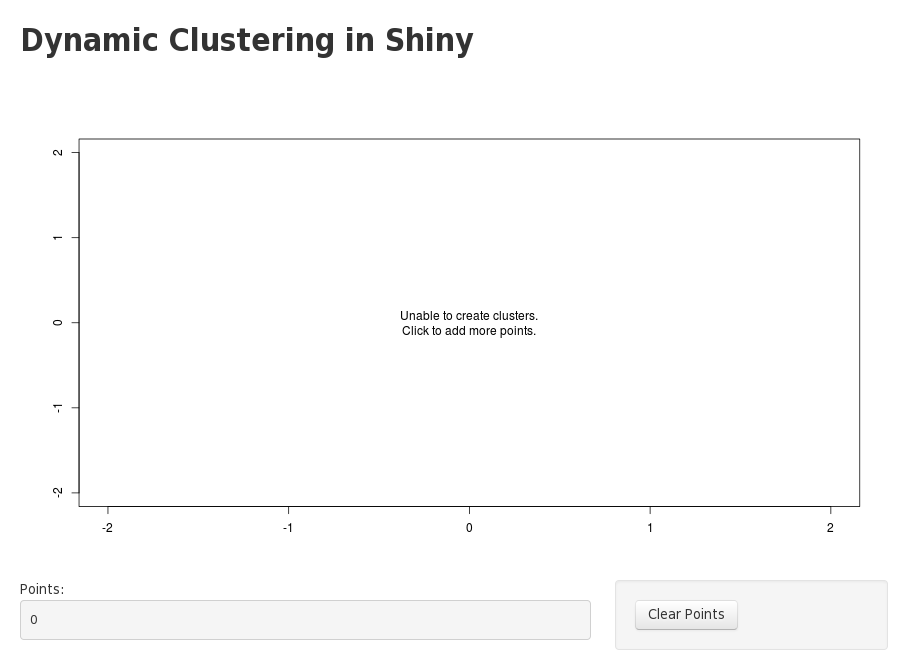 Dynamic Clustering in Shiny
2
1
0
-1
-2
Unable to create clusters.
Click to add more points.
-2 -1 0 1 2
Points:
0
Clear Points